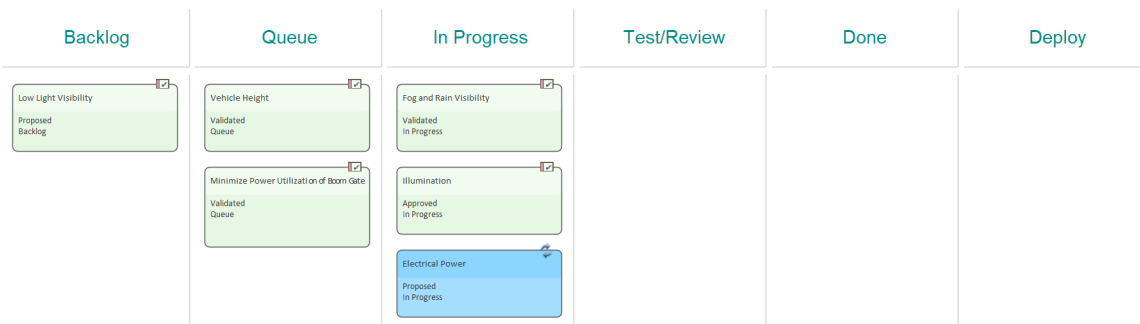 Backlog
Queue
In Progress
Test/Review
Done
Deploy
Low Light Visibility
Proposed
Backlog
Vehicle Height
Validated
Queue
Minimize Power Utilization of Boom Gate
Validated
Queue
Fog and Rain Visibility
Validated
In Progress
Illumination
Approved
In Progress
Electrical Power
Proposed
In Progress